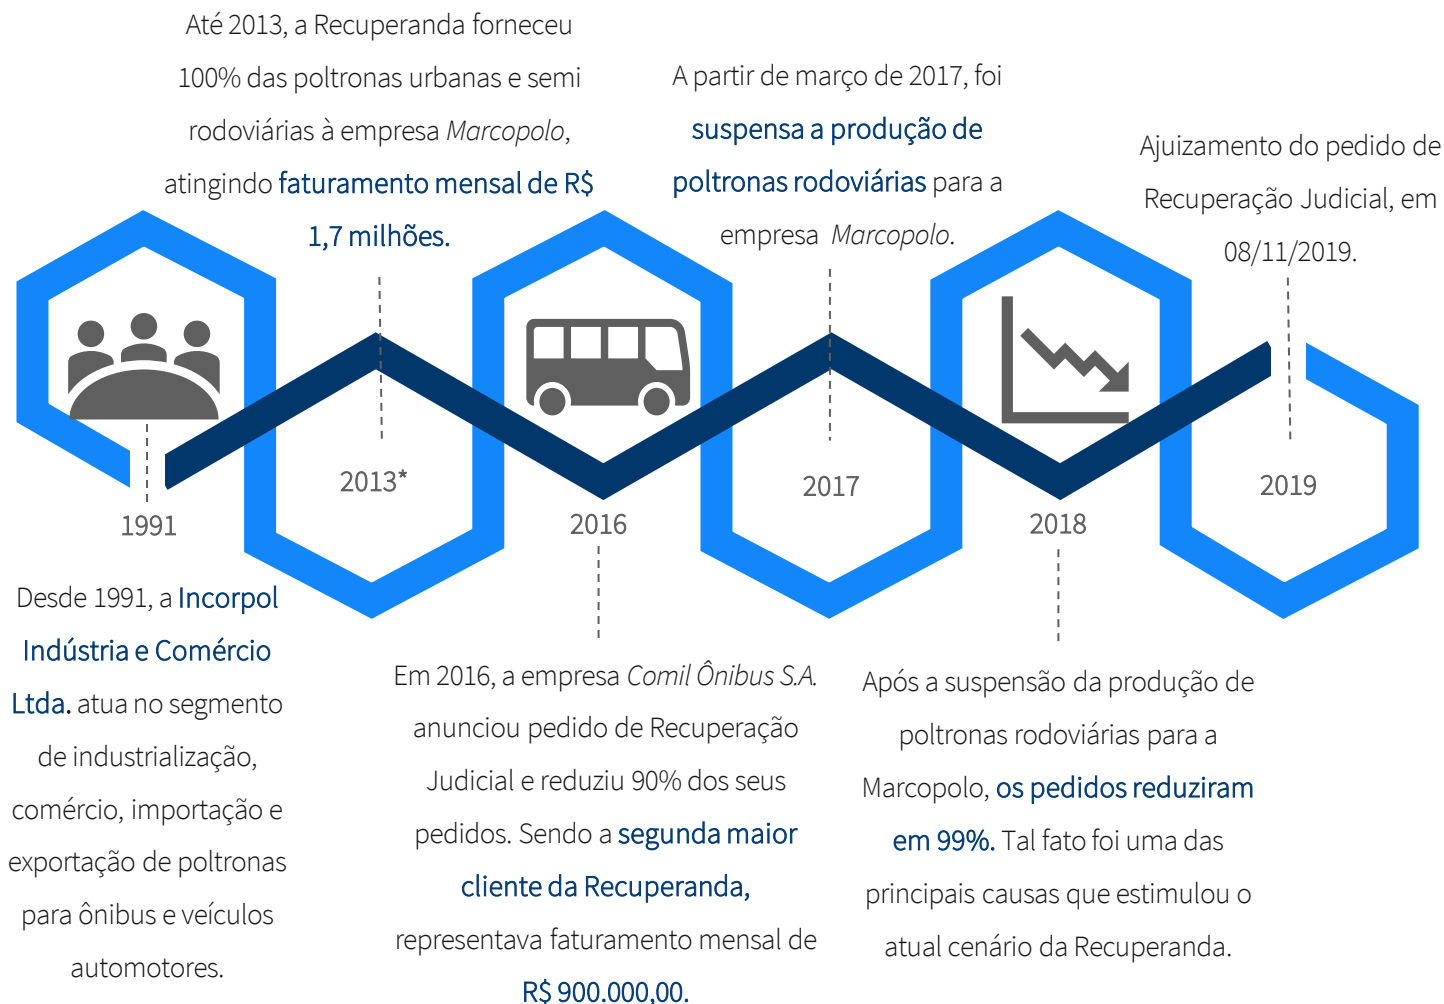 Até 2013, a Recuperanda forneceu
100% das poltronas urbanas e semi
rodoviárias à empresa Marcopolo,
atingindo faturamento mensal de R$
1,7 milhões.
A partir de março de 2017, foi
suspensa a produção de
poltronas rodoviárias para a
empresa Marcopolo.
Ajuizamento do pedido de
Recuperação Judicial, em
08/11/2019.
1991
2013*
2016
2017
2018
2019
Desde 1991, a Incorpol
Indústria e Comércio
Ltda. atua no segmento
de industrialização,
comércio, importação e
exportação de poltronas
para ônibus e veículos
automotores.
Em 2016, a empresa Comil Ônibus S.A.
anunciou pedido de Recuperação
Judicial e reduziu 90% dos seus
pedidos. Sendo a segunda maior
cliente da Recuperanda,
representava faturamento mensal de
R$ 900.000,00.
Após a suspensão da produção de
poltronas rodoviárias para a
Marcopolo, os pedidos reduziram
em 99%. Tal fato foi uma das
principais causas que estimulou o
atual cenário da Recuperanda.